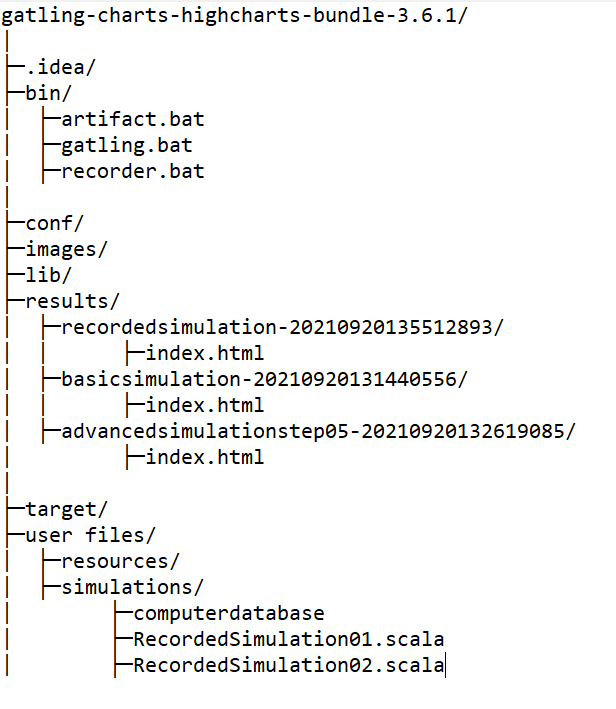 gatling-charts-highcharts-bundle-3.6.1/
|
├─.idea/
├─bin/
|  ├─artifact.bat
|  ├─gatling.bat
|  ├─recorder.bat
|
├─conf/
├─images/
├─lib/
├─results/
|  ├─recordedsimulation-20210920135512893/
|  |      ├─index.html
|  ├─basicsimulation-20210920131440556/
|  |      ├─index.html
|  ├─advancedsimulationstep05-20210920132619085/
|         ├─index.html
|
├─target/
├─user files/
|  ├─resources/
|  ├─simulations/
|        ├─computerdatabase
|        ├─RecordedSimulation01.scala
|        ├─RecordedSimulation02.scala